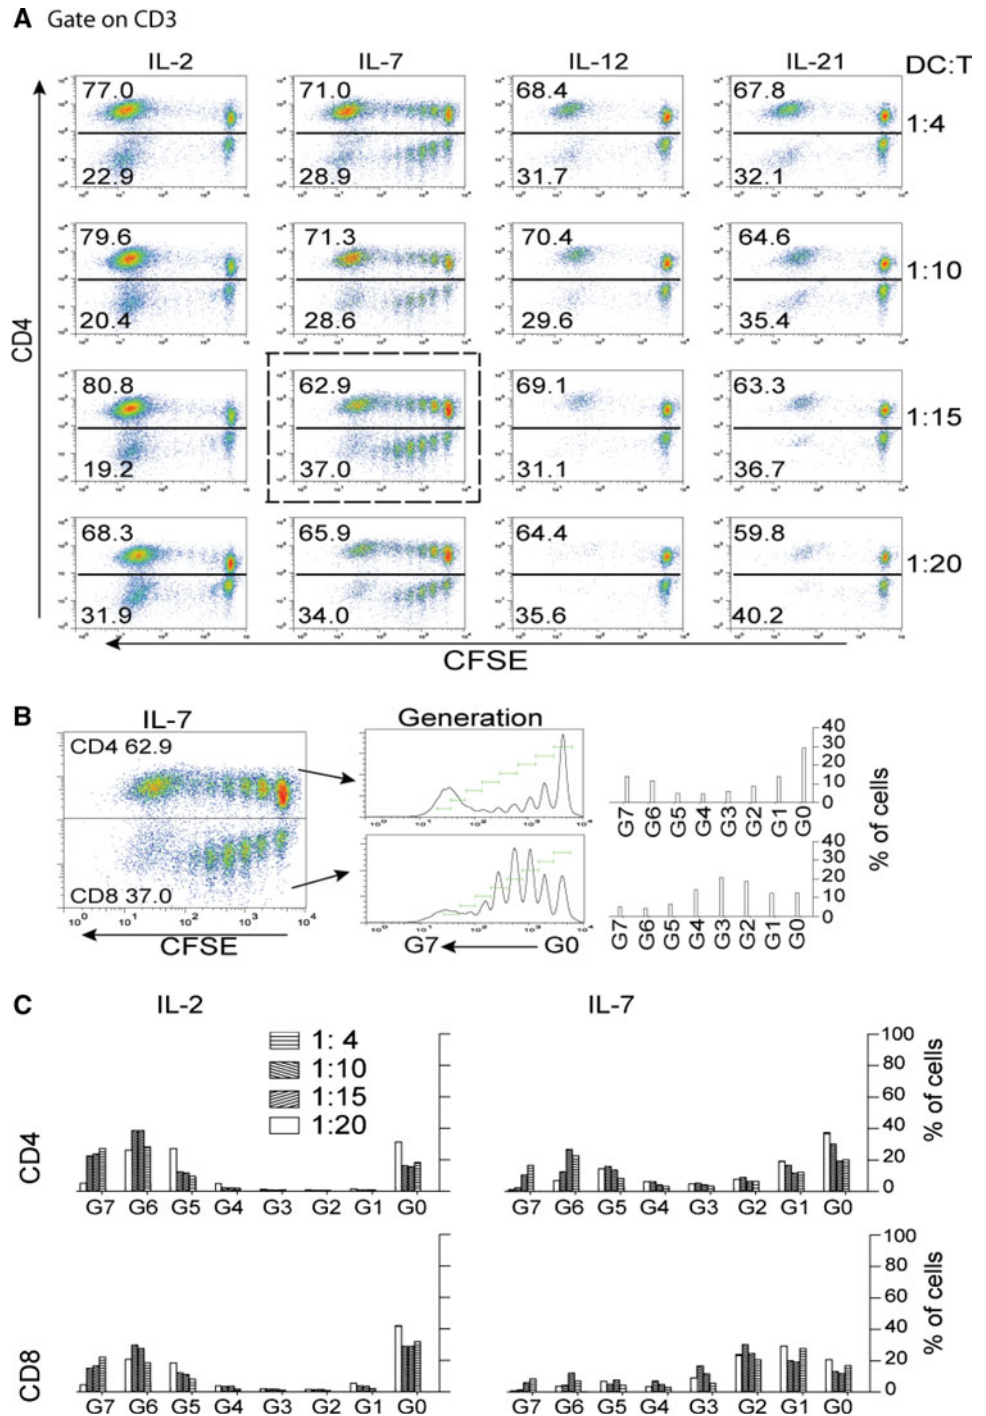 A Gate on CD3
IL-2 IL-7 IL-12 IL-21 DC:T
77.0 71.0 68.4 67.8
1:4
22.9 28.9 31.7 32.1
79.6 71.3 70.4 64.6
1:10
20.4 28.6 29.6 35.4
CD4
80.8 62.9 69.1 63.3
1:15
19.2 37.0 31.1 36.7
68.3 65.9 64.4 59.8
1:20
31.9 34.0 35.6 40.2
CFSE
B
IL-7 Generation
CD4 62.9
CD8 37.0
10⁰ 10¹ 10² 10³ 10⁴
CFSE
G7 G0
40
30
20
10
0
G7 G6 G5 G4 G3 G2 G1 G0
40
30
20
10
0
G7 G6 G5 G4 G3 G2 G1 G0
% of cells
C
IL-2 IL-7
1: 4
1:10
1:15
1:20
CD4
100
80
60
40
20
0
% of cells
G7 G6 G5 G4 G3 G2 G1 G0 G7 G6 G5 G4 G3 G2 G1 G0
CD8
100
80
60
40
20
0
% of cells
G7 G6 G5 G4 G3 G2 G1 G0 G7 G6 G5 G4 G3 G2 G1 G0